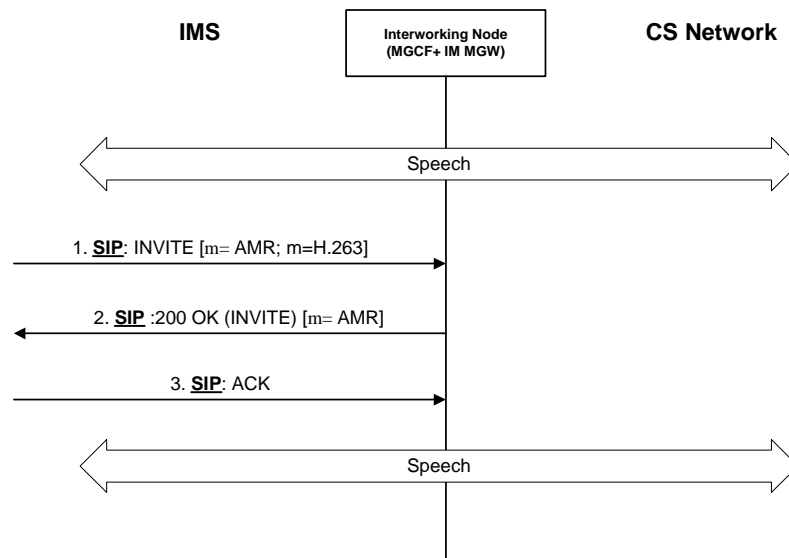 IMS
Interworking Node
(MGCF+ IM MGW)
CS Network
Speech
1. SIP: INVITE [m= AMR; m=H.263]
2. SIP :200 OK (INVITE) [m= AMR]
3. SIP: ACK
Speech